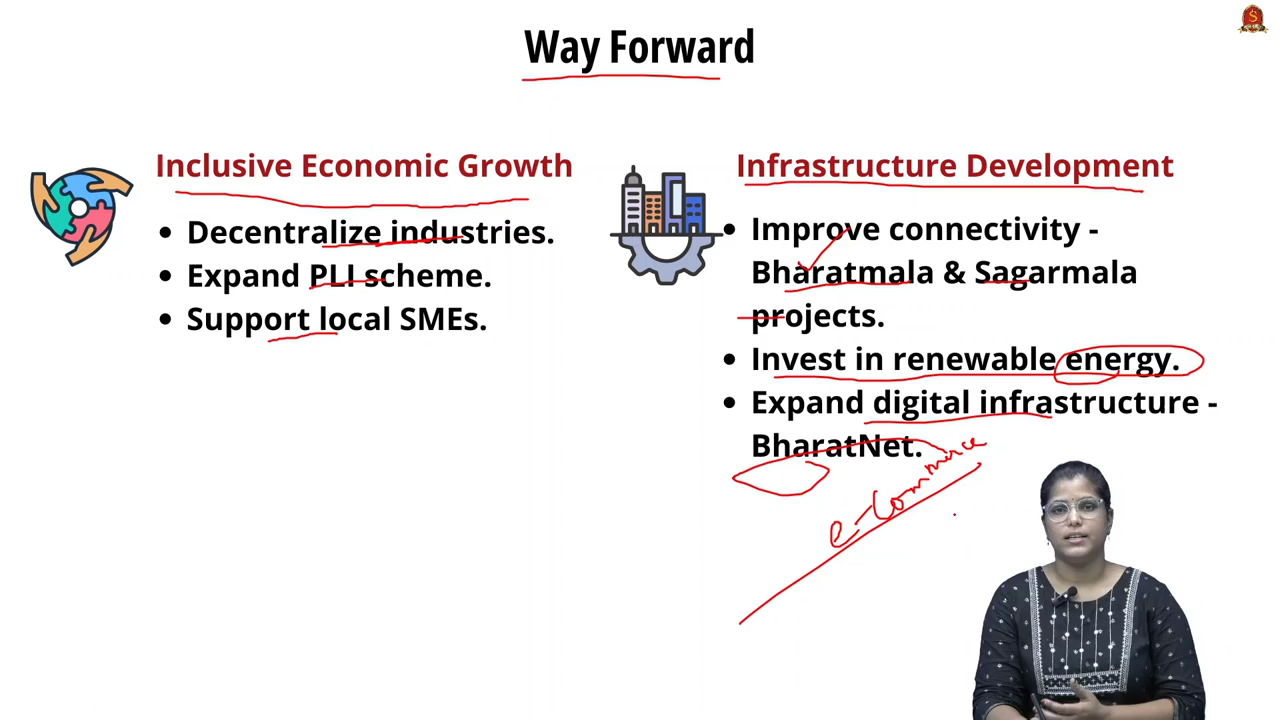 Way Forward
Inclusive Economic Growth
• Decentralize industries.
• Expand PLI scheme.
• Support local SMEs.
Infrastructure Development
• Improve connectivity -
Bharatmala & Sagarmala
projects.
• Invest in renewable energy.
• Expand digital infrastructure -
BharatNet.
e-Commerce